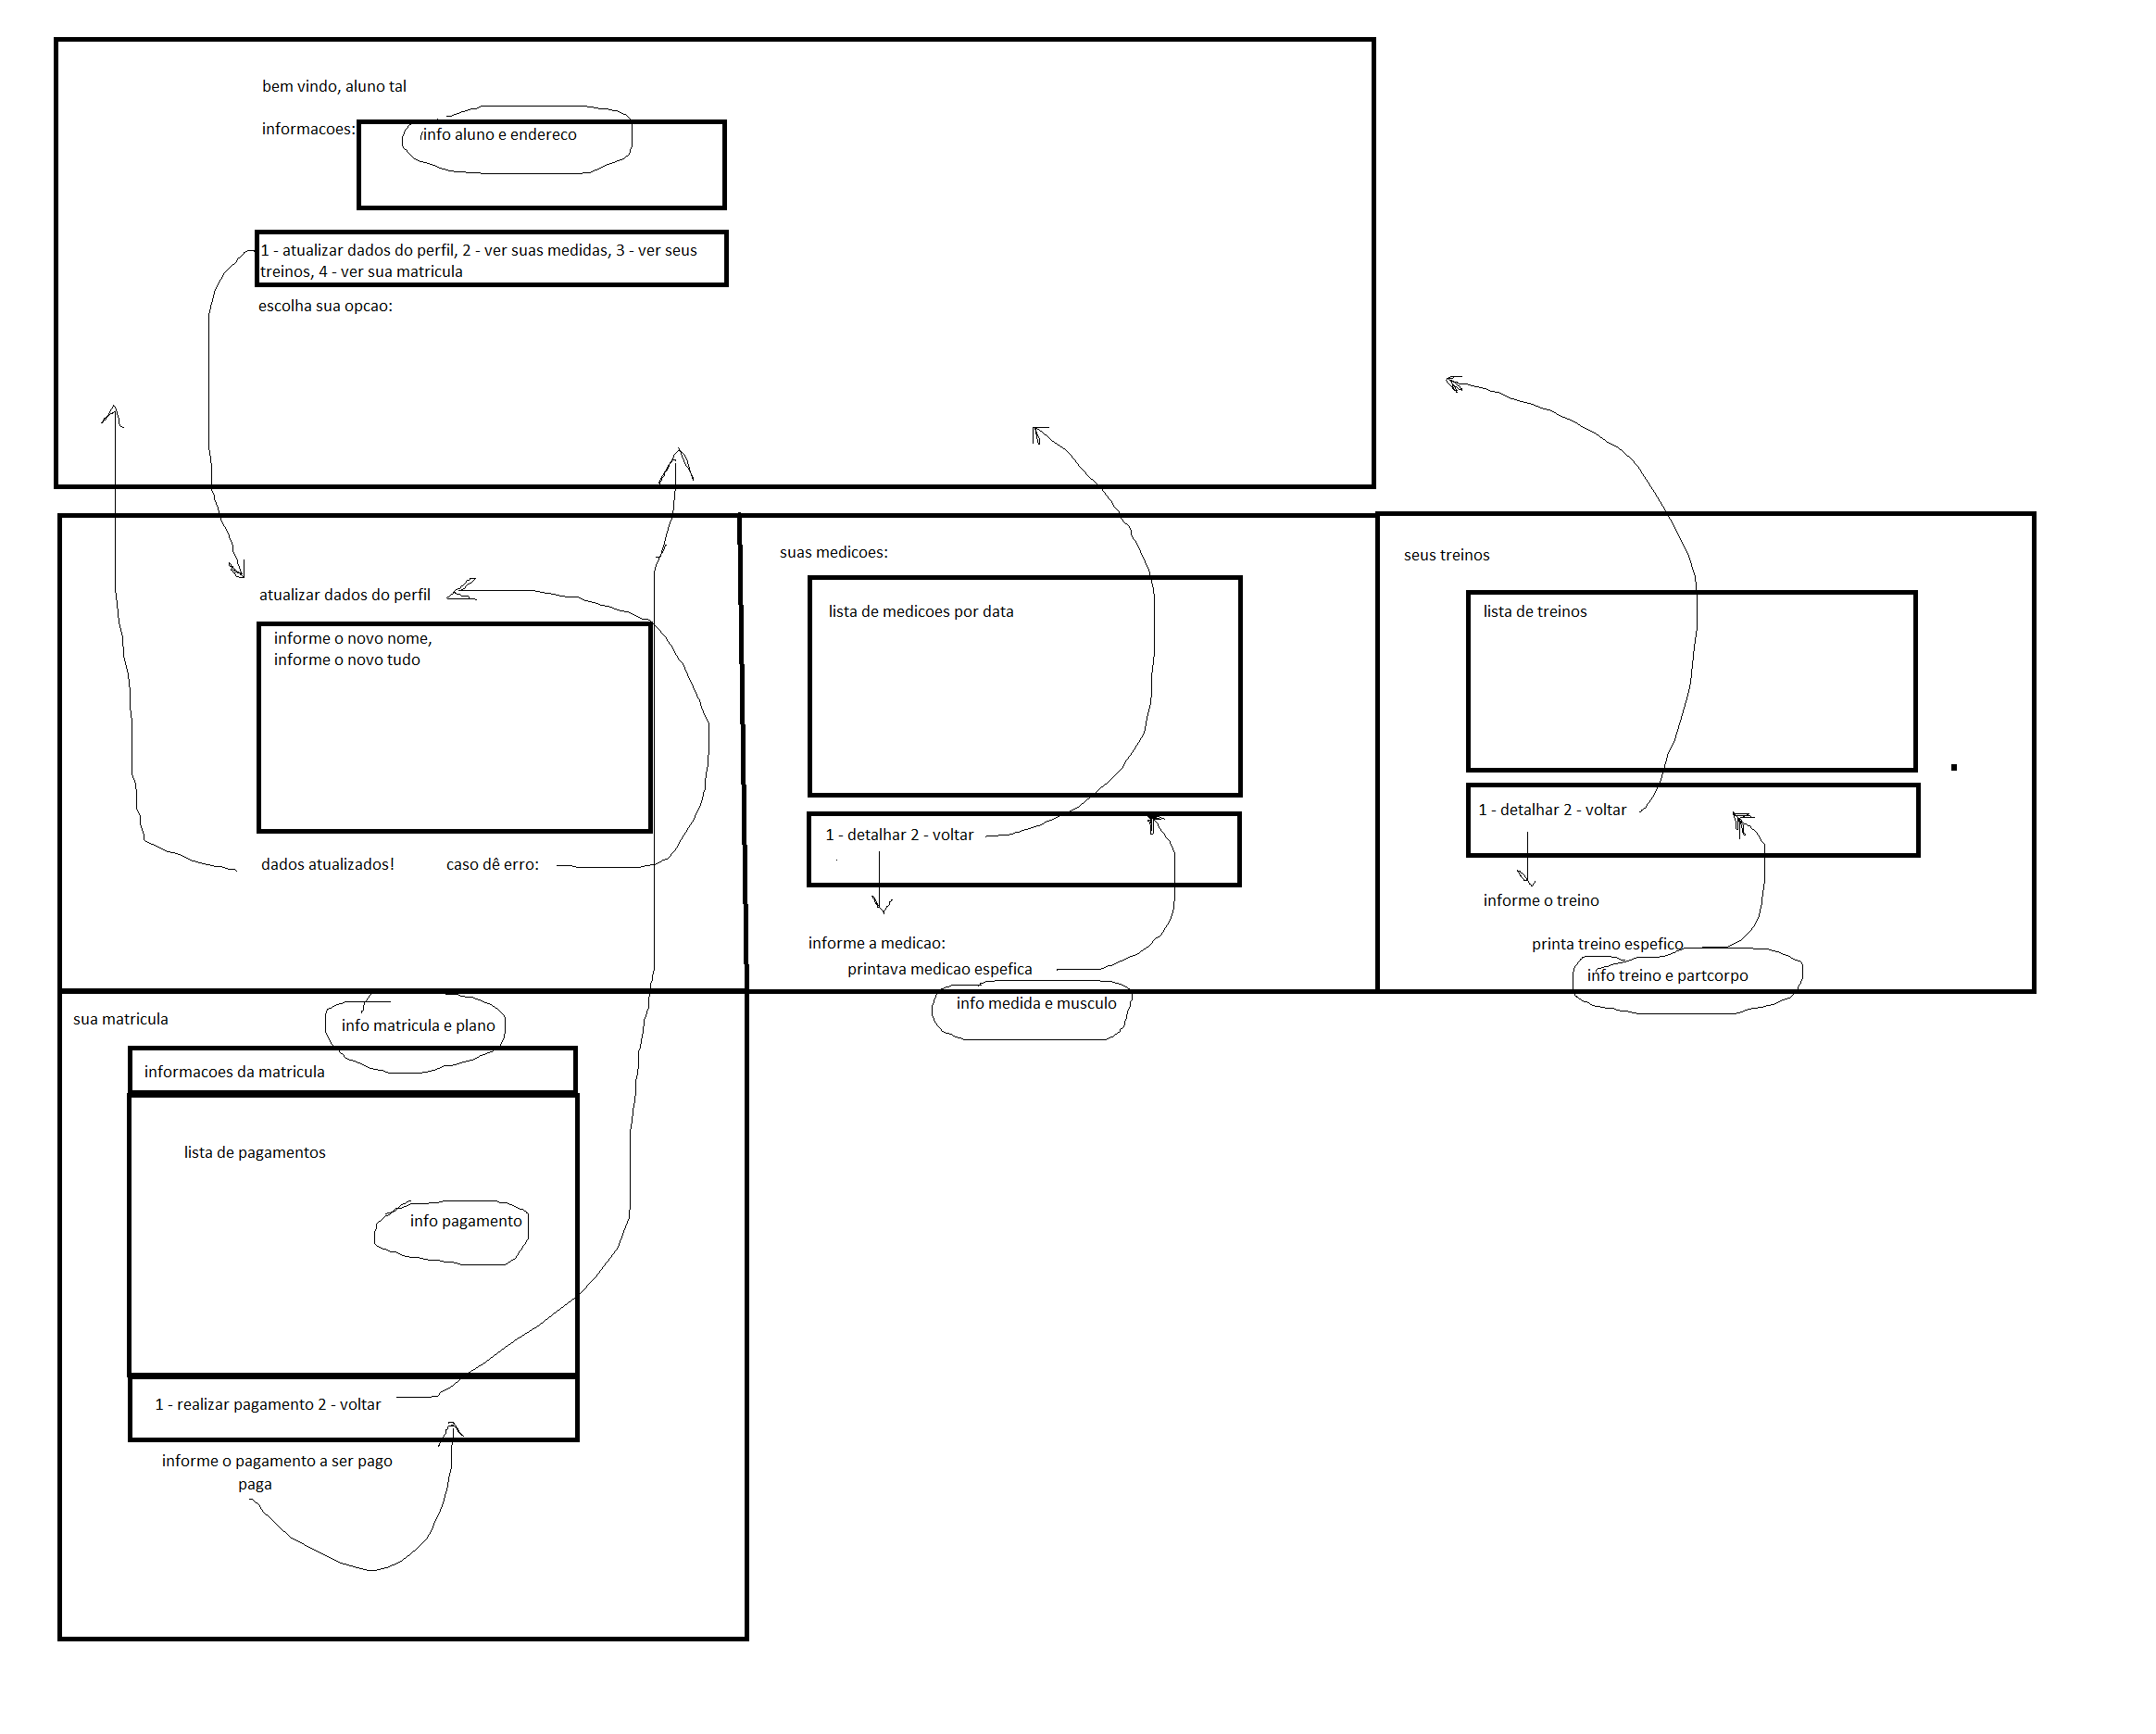 bem vindo, aluno tal
informacoes:
info aluno e endereco
1 - atualizar dados do perfil, 2 - ver suas medidas, 3 - ver seus
treinos, 4 - ver sua matricula
escolha sua opcao:
atualizar dados do perfil
informe o novo nome,
informe o novo tudo
dados atualizados!
caso dê erro:
suas medicoes:
lista de medicoes por data
1 - detalhar 2 - voltar
informe a medicao:
printava medicao espefica
info medida e musculo
seus treinos
lista de treinos
1 - detalhar 2 - voltar
informe o treino
printa treino espefico
info treino e partcorpo
sua matricula
info matricula e plano
informacoes da matricula
lista de pagamentos
info pagamento
1 - realizar pagamento 2 - voltar
informe o pagamento a ser pago
paga